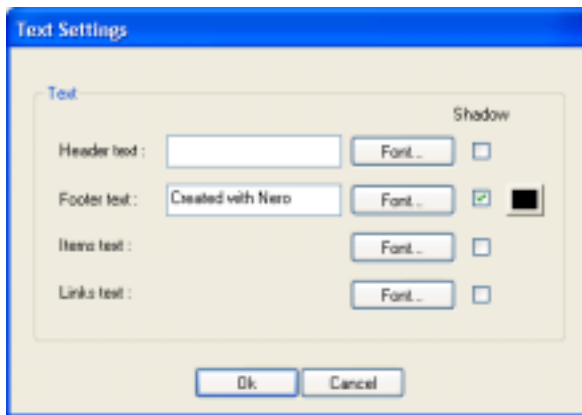 Text Settings
Text
Shadow
Header text : Font...
Footer text : Created with Nero Font...
Items text : Font...
Links text : Font...
Ok Cancel